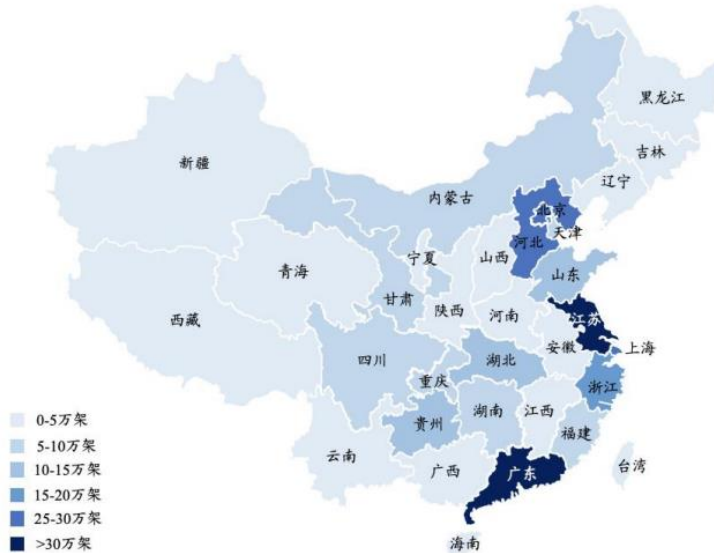 黑龙江
吉林
辽宁
新疆
内蒙古
北京
天津
河北
宁夏
山西
山东
青海
甘肃
陕西
河南
江苏
西藏
安徽
上海
四川
重庆
湖北
浙江
贵州
湖南
江西
福建
云南
广西
广东
台湾
海南
0-5万架
5-10万架
10-15万架
15-20万架
25-30万架
>30万架